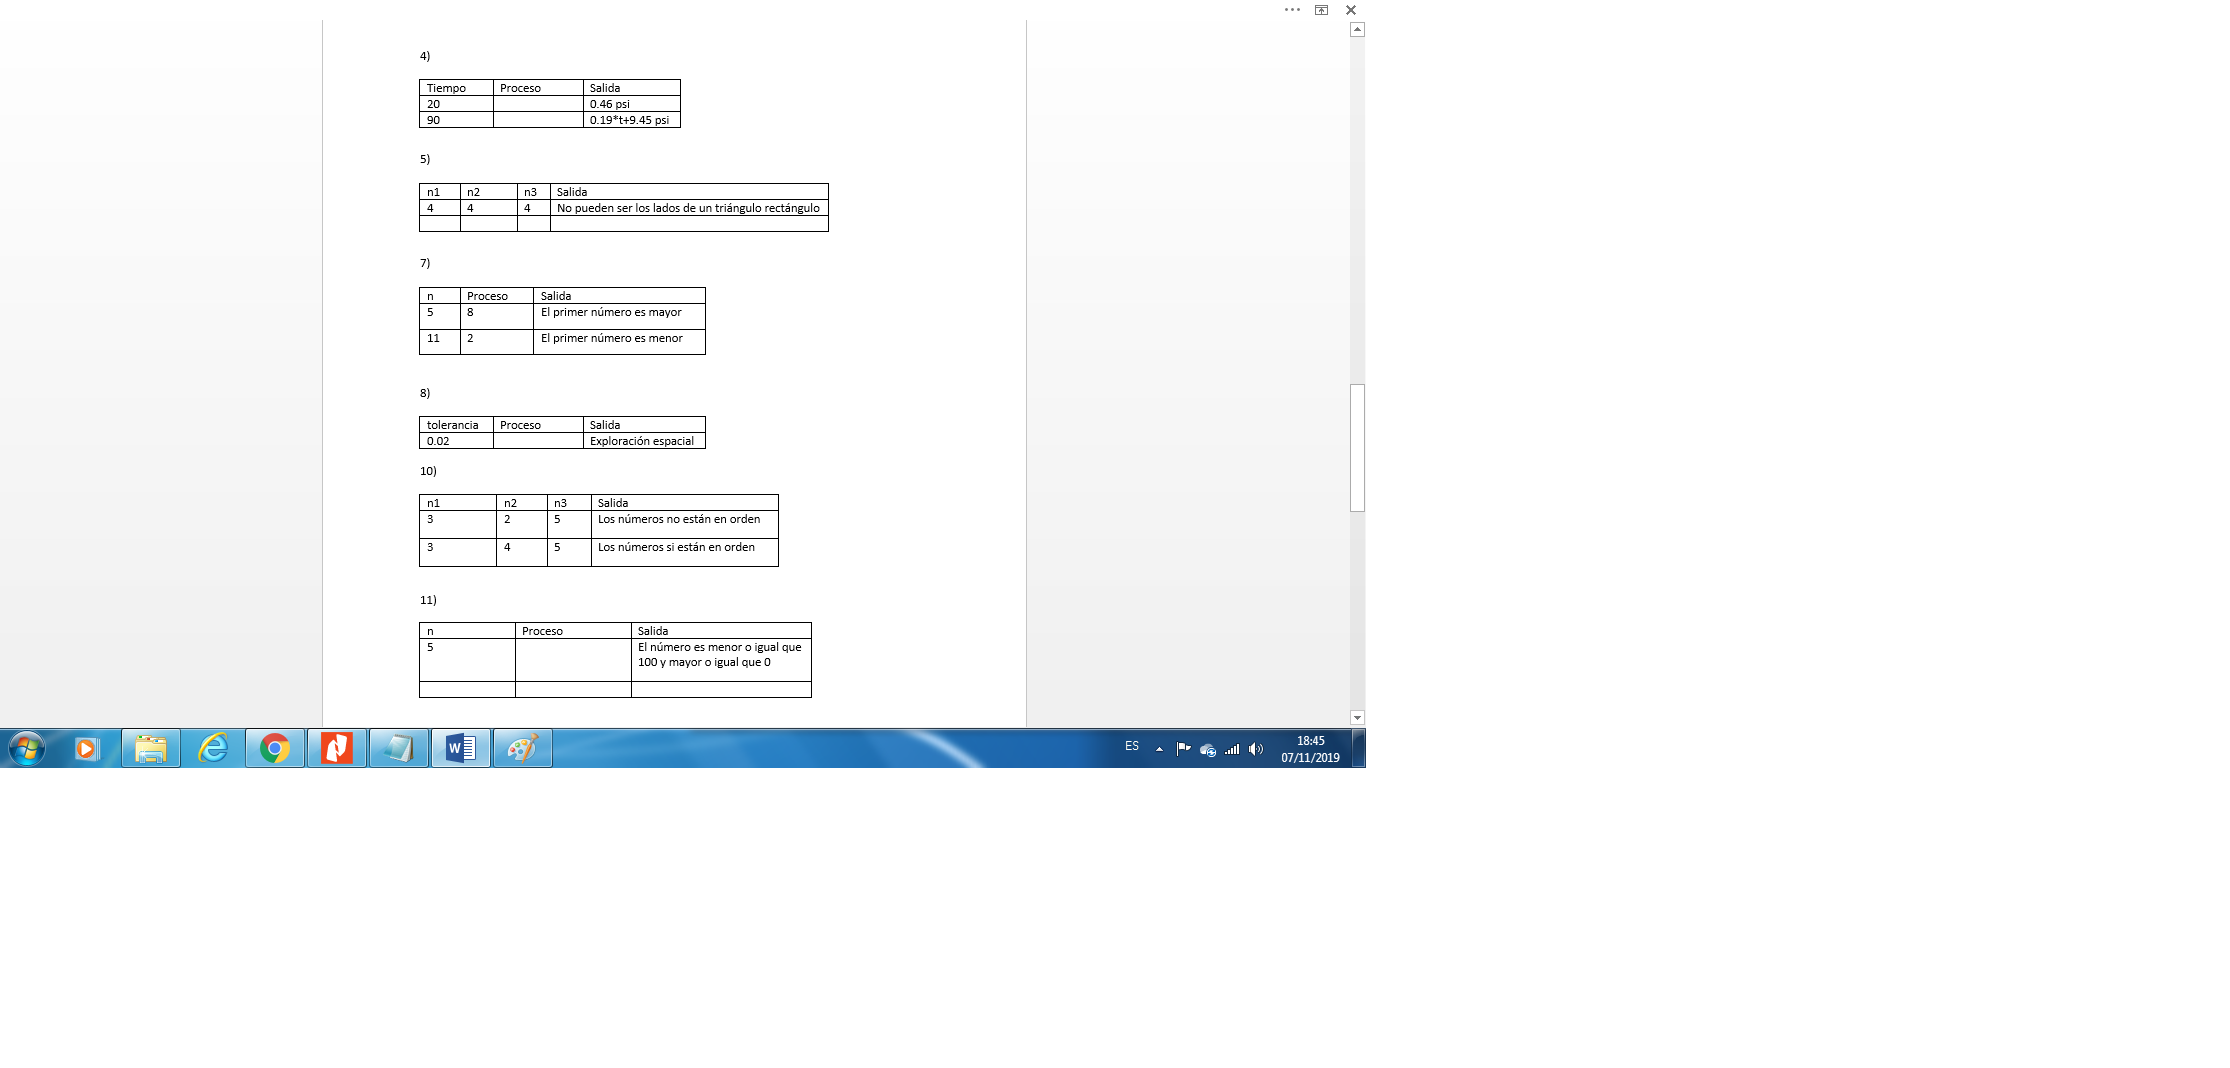 4)
Tiempo Proceso Salida
20 0.46 psi
90 0.19*t+9.45 psi
5)
n1 n2 n3 Salida
4 4 4 No pueden ser los lados de un triángulo rectángulo
7)
n Proceso Salida
5 8 El primer número es mayor
11 2 El primer número es menor
8)
tolerancia Proceso Salida
0.02 Exploración espacial
10)
n1 n2 n3 Salida
3 2 5 Los números no están en orden
3 4 5 Los números si están en orden
11)
n Proceso Salida
5 El número es menor o igual que
100 y mayor o igual que 0
W
ES
18:45
07/11/2019